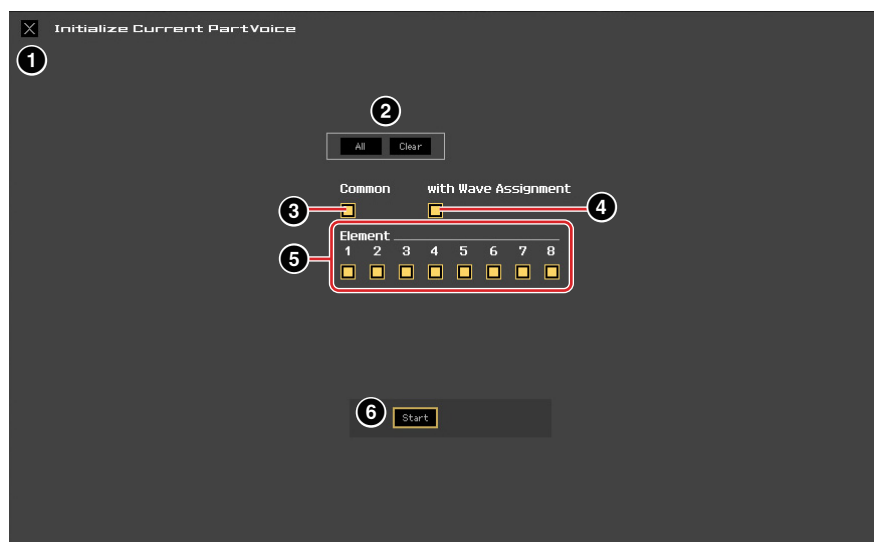 X Initialize Current PartVoice
1
2
All Clear
Common with Wave Assignment
3 4
Element
5
1 2 3 4 5 6 7 8
6 Start